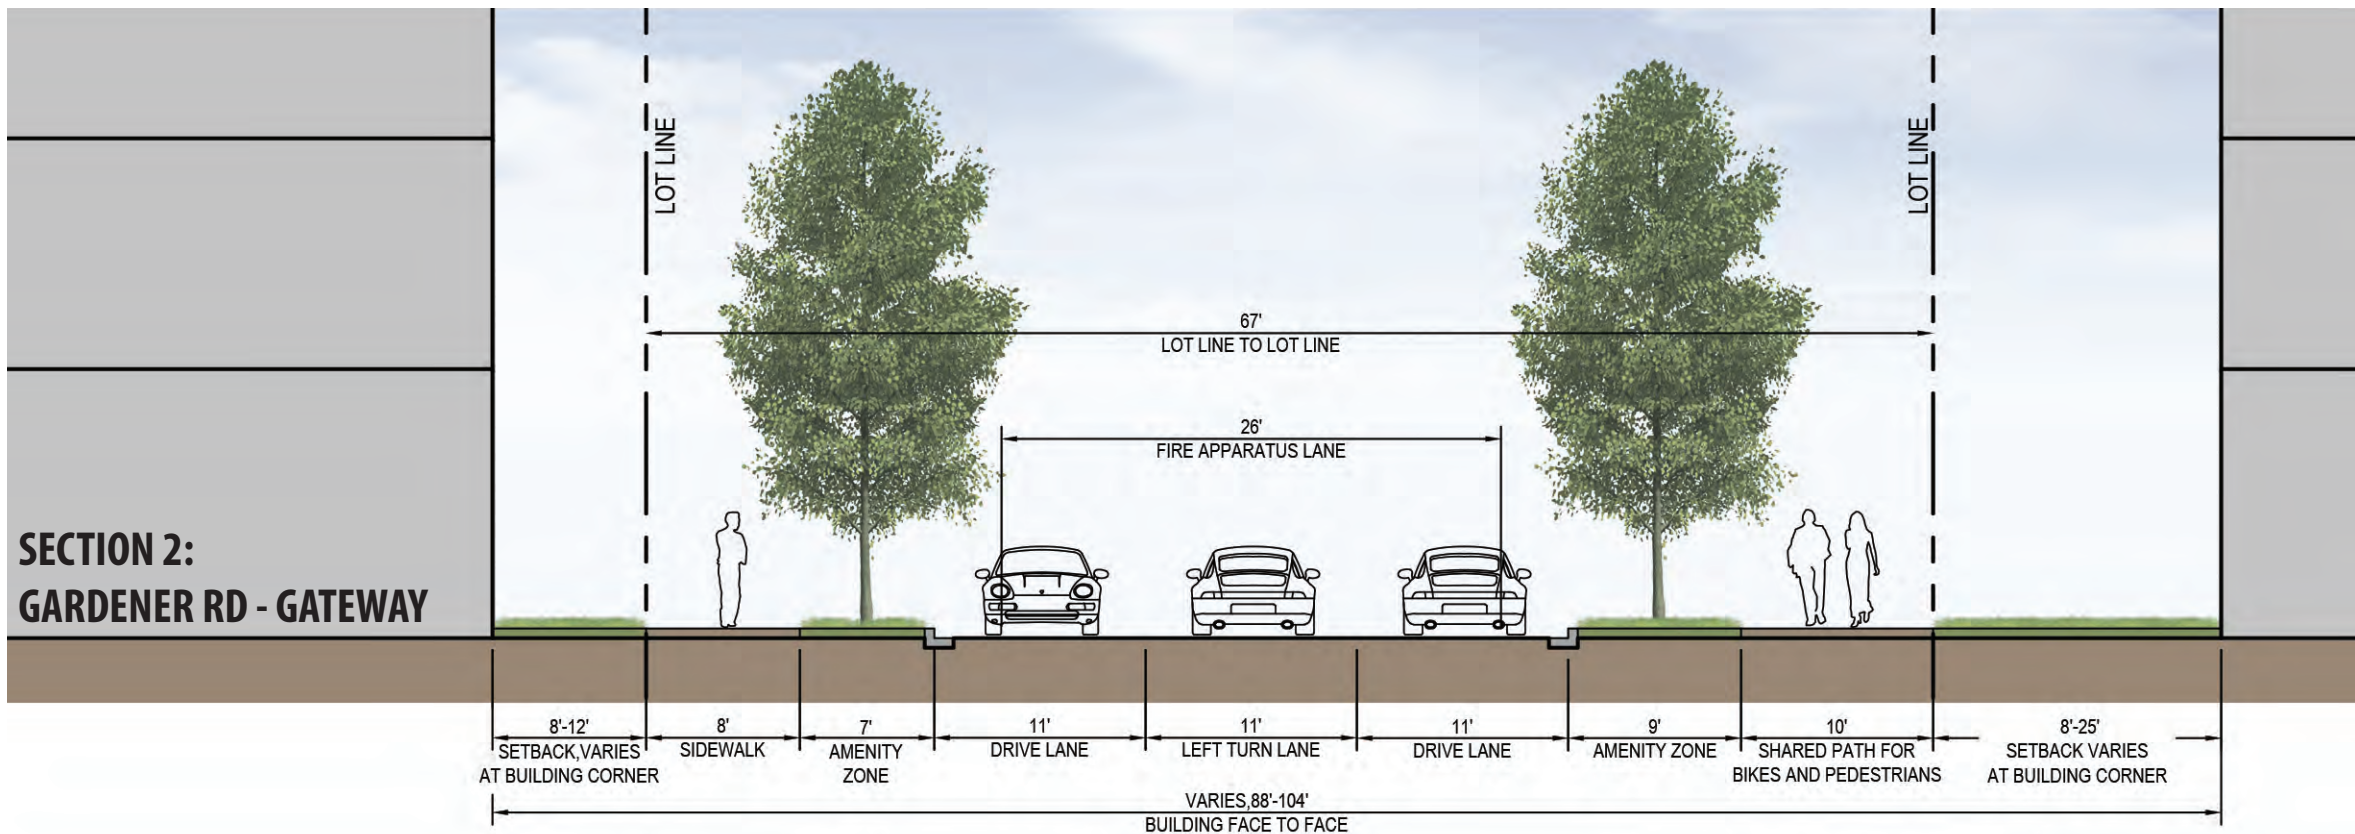 LOT LINE
LOT LINE
67'
LOT LINE TO LOT LINE
26'
FIRE APPARATUS LANE
SECTION 2:
GARDENER RD - GATEWAY
8'-12'
SETBACK,VARIES
AT BUILDING CORNER
8'
SIDEWALK
7'
AMENITY
ZONE
11'
DRIVE LANE
11'
LEFT TURN LANE
11'
DRIVE LANE
9'
AMENITY ZONE
10'
SHARED PATH FOR
BIKES AND PEDESTRIANS
8'-25'
SETBACK VARIES
AT BUILDING CORNER
VARIES,88'-104'
BUILDING FACE TO FACE